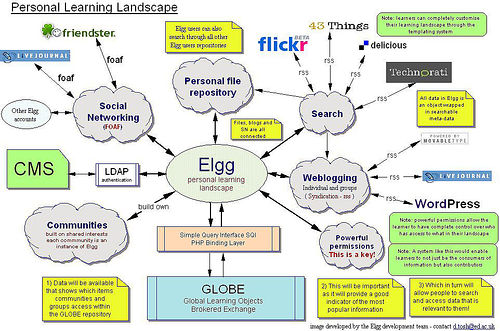 Personal Learning Landscape
friendster.
LIVEJOURNAL
foaf
foaf
Other Elgg
accounts
Social
Networking
(FOAF)
Elgg users can also
search through all other
Elgg users repositories
Personal file
repository
flickr
BETA
43 Things
rss
rss
rss
rss
del.icio.us
Technorati
Search
Note: learners can completely customise
their learning landscape through the
templating system
All data in Elgg is
an object wrapped
in searchable
meta-data
Files, blogs and
SN are all
connected
CMS
LDAP
authentication
Elgg
personal learning
landscape
Weblogging
Individual and groups
( Syndication - rss )
rss
rss
rss
POWERED BY
MOVABLETYPE
LIVEJOURNAL
WordPress
Communities
built on shared interests
each community is an
instance of Elgg
build own
Simple Query Interface SQI
PHP Binding Layer
Powerful
permissions
..This is a key!
Note: powerful permissions allow the
learner to have complete control over who
has access to what in their landscape
Note: A system like this would enable
learners to not just be the consumers of
information but also contributors
1) Data will be available
that shows which items
communities and
groups access within
the GLOBE repository
GLOBE
Global Learning Objects
Brokered Exchange
2) This will be important
as it will provide a good
indicator of the most
popular information
3) Which in turn will
allow people to search
and access data that is
relevant to them!
image developed by the Elgg development team - contact d.tosh@ed.ac.uk